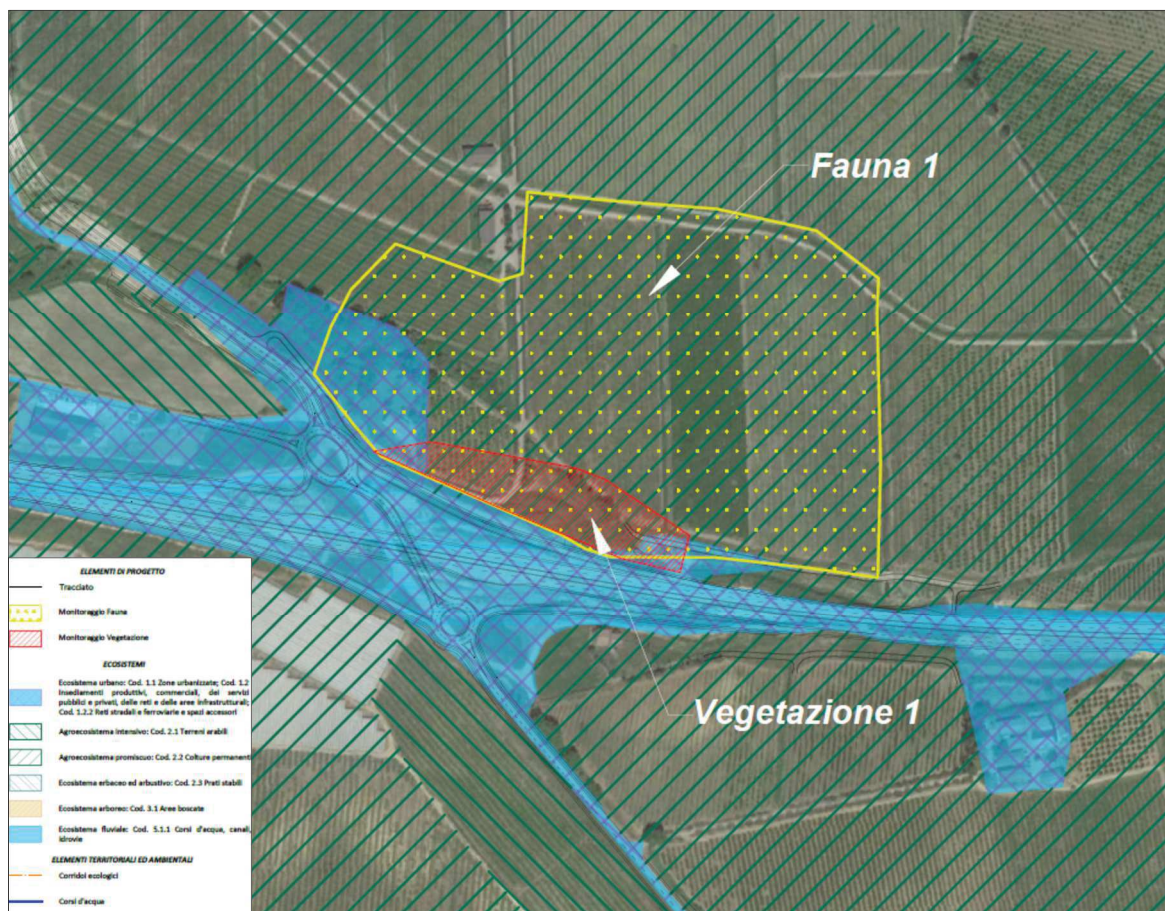 Fauna 1
Vegetazione 1
ELEMENTI DI PROGETTO
Tracciato
Monitoraggio Fauna
Monitoraggio Vegetazione
ECOSISTEMI
Ecosistema urbano: Cod. 1.1 Zone urbanizzate; Cod. 1.2
Insediamenti produttivi, commerciali, dei servizi
pubblici e privati, delle reti e delle aree infrastrutturali;
Cod. 1.2.2 Reti stradali e ferroviarie e spazi accessori
Agroecosistema intensivo: Cod. 2.1 Terreni arabili
Agroecosistema promiscuo: Cod. 2.2 Colture permanenti
Ecosistema erbaceo ed arbustivo: Cod. 2.3 Prati stabili
Ecosistema arboreo: Cod. 3.1 Aree boscate
Ecosistema fluviale: Cod. 5.1.1 Corsi d'acqua, canali,
idrovie
ELEMENTI TERRITORIALI ED AMBIENTALI
Corridoi ecologici
Corsi d'acqua